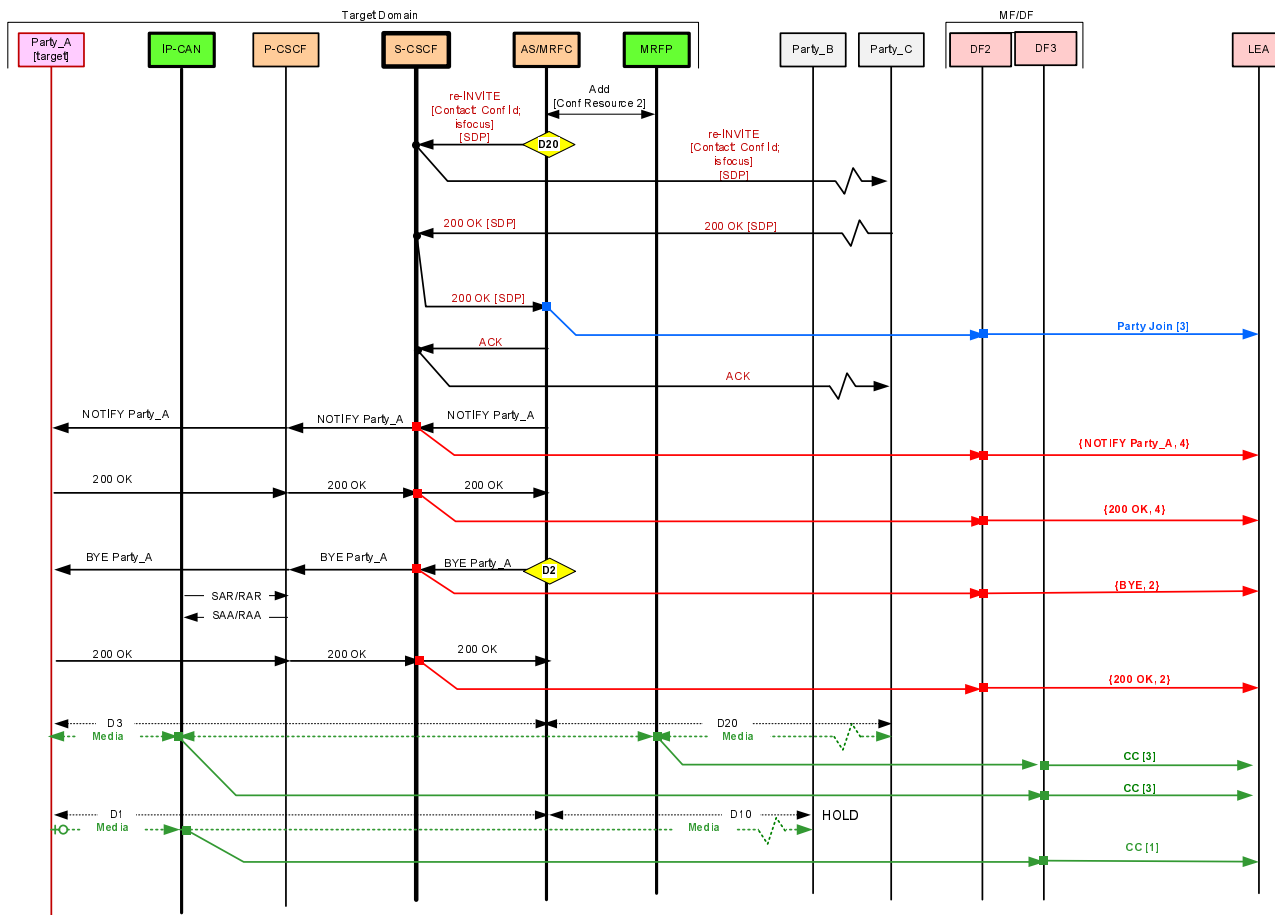 Target Domain
MF/DF
Party_A
[target]
IP-CAN
P-CSCF
S-CSCF
AS/MRFC
MRFP
Party_B
Party_C
DF2
DF3
LEA
re-INVITE
[Contact: Conf Id;
isfocus]
[SDP]
Add
[Conf Resource 2]
D20
re-INVITE
[Contact: Conf Id;
isfocus]
[SDP]
200 OK [SDP]
200 OK [SDP]
200 OK [SDP]
Party Join [3]
ACK
ACK
NOTIFY Party_A
NOTIFY Party_A
NOTIFY Party_A
{NOTIFY Party_A, 4}
200 OK
200 OK
200 OK
{200 OK, 4}
BYE Party_A
BYE Party_A
BYE Party_A
D2
{BYE, 2}
SAR/RAR
SAA/RAA
200 OK
200 OK
200 OK
{200 OK, 2}
D3
D20
Media
Media
CC [3]
CC [3]
D1
D10
HOLD
Media
Media
CC [1]